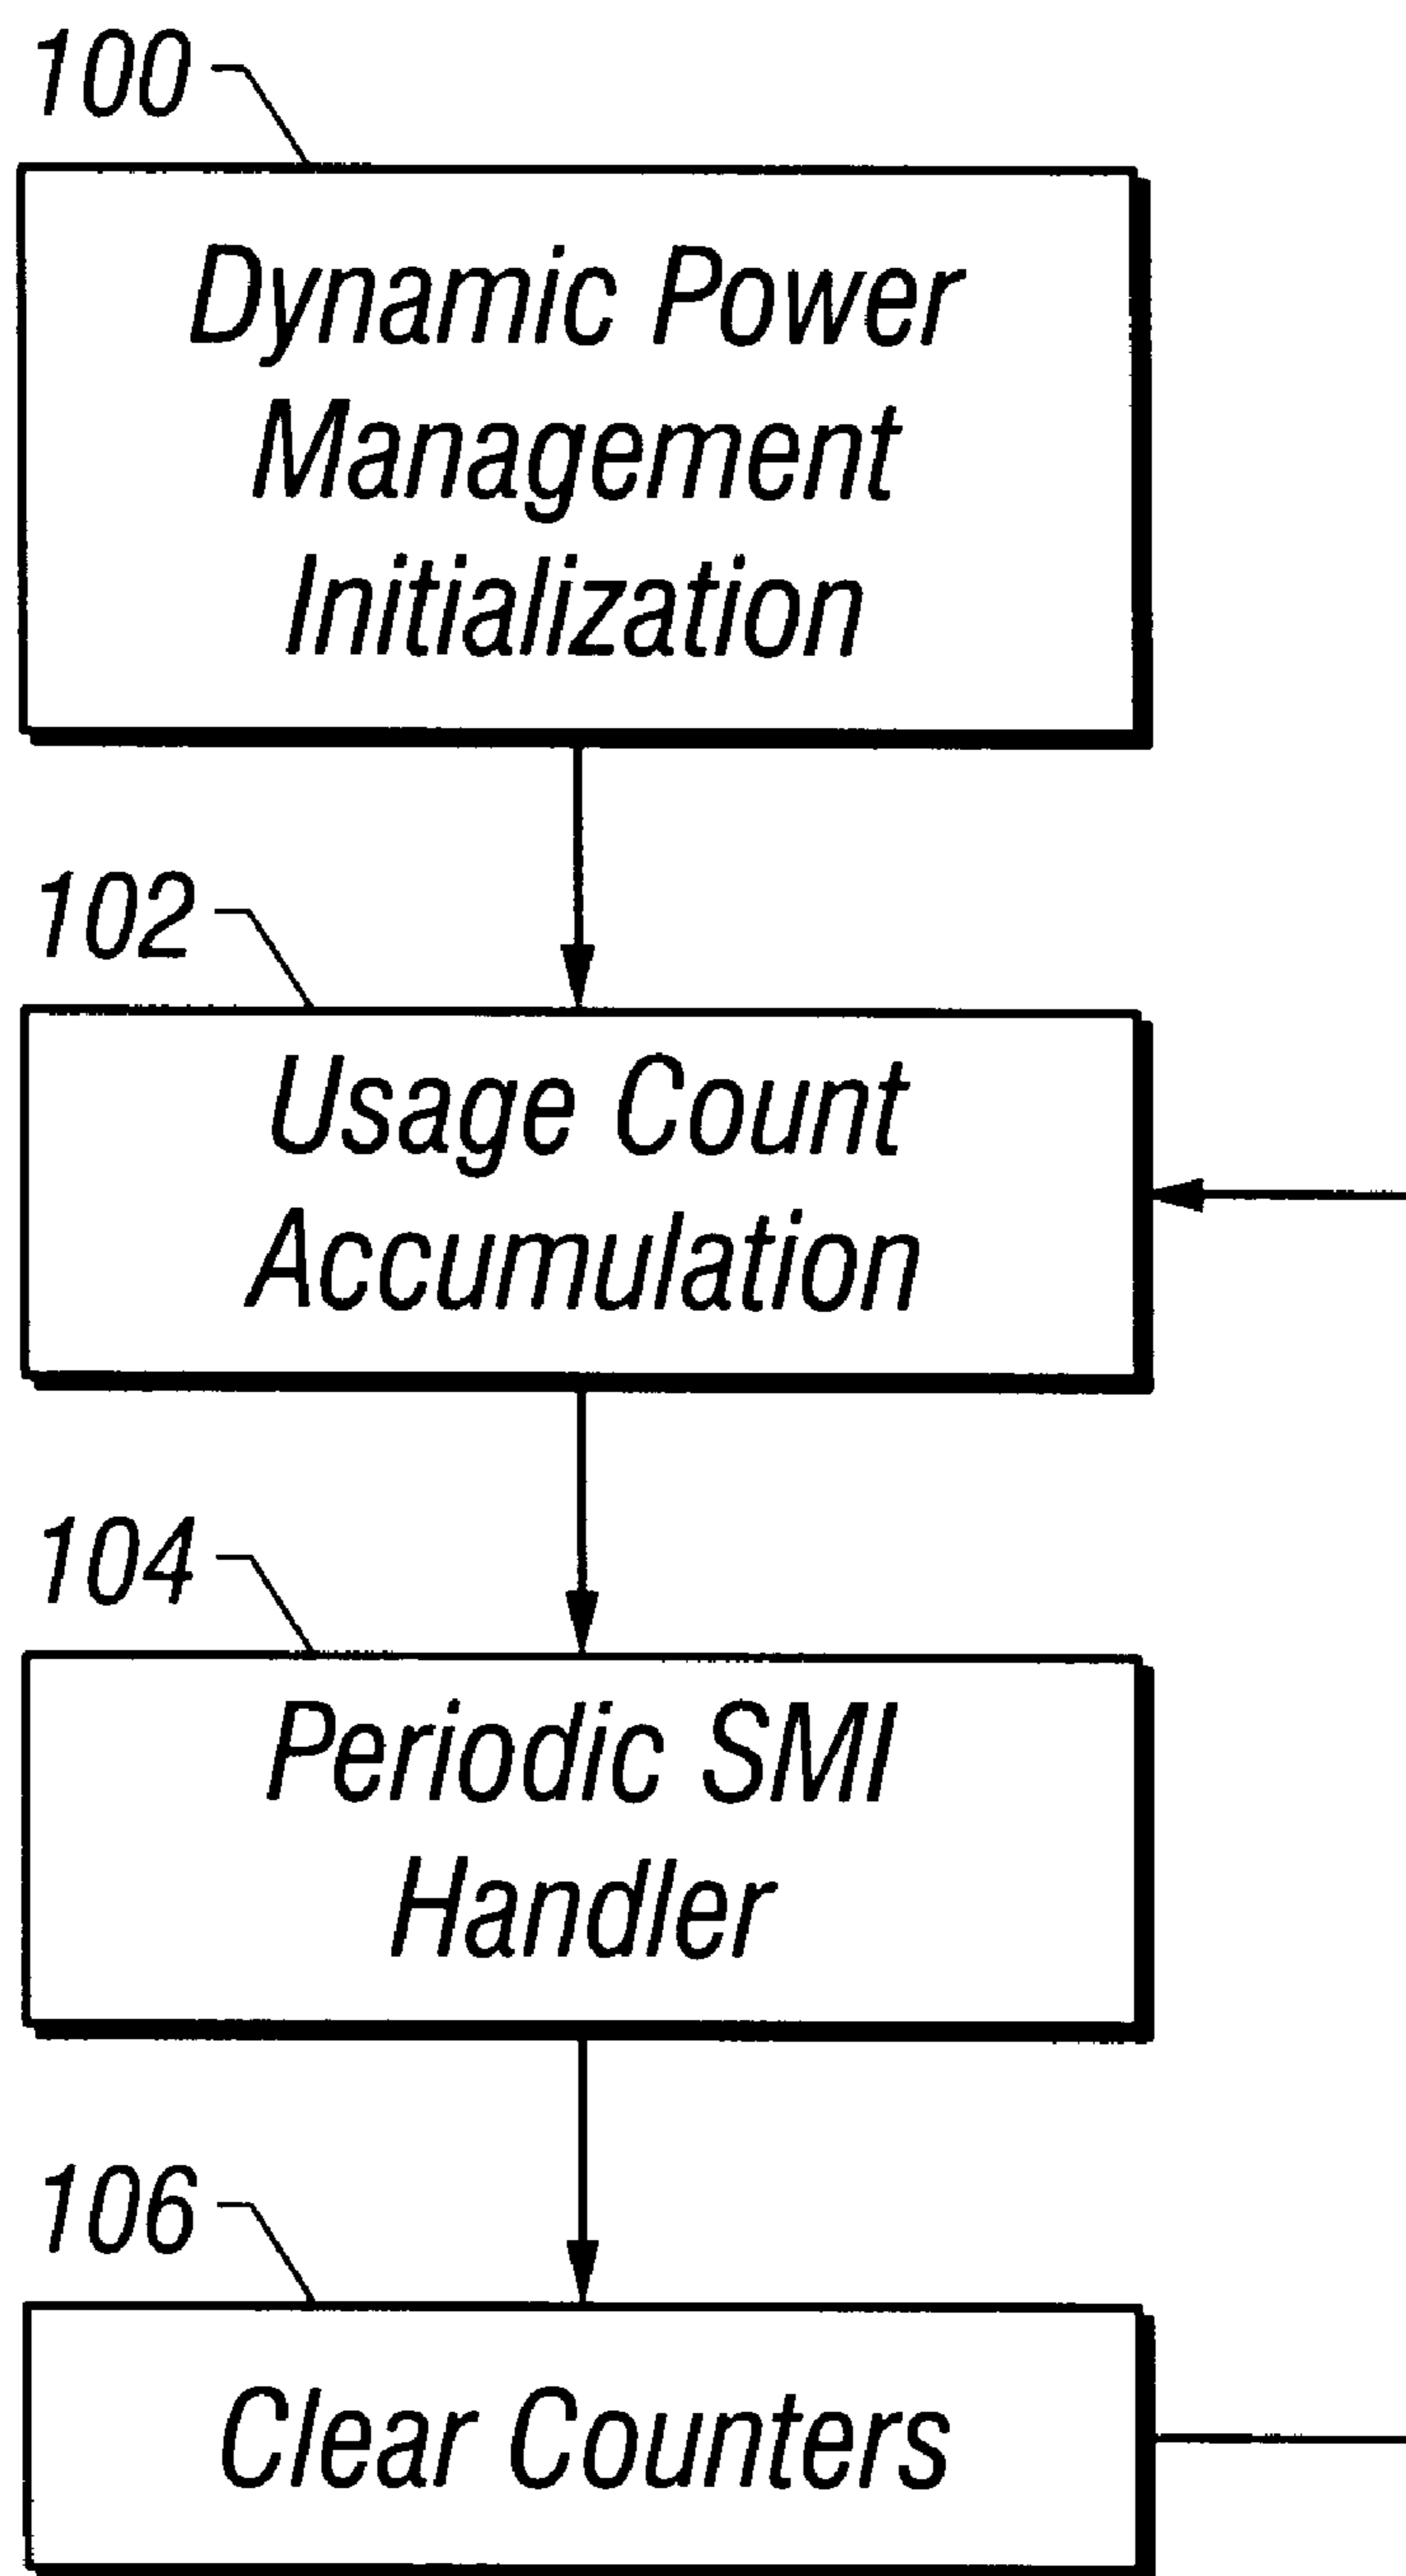 100
Dynamic Power
Management
Initialization
102
Usage Count
Accumulation
104
Periodic SMI
Handler
106
Clear Counters